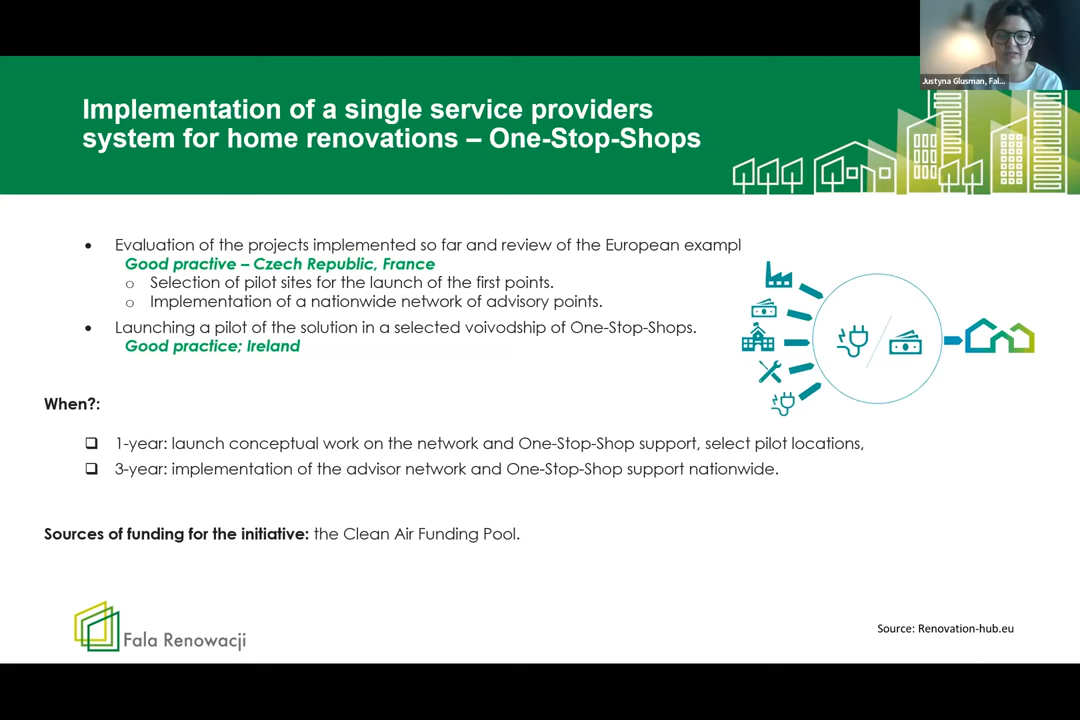 Justyna Glusman, Fal...
Implementation of a single service providers
system for home renovations – One-Stop-Shops
• Evaluation of the projects implemented so far and review of the European exampl
Good practive – Czech Republic, France
o Selection of pilot sites for the launch of the first points.
o Implementation of a nationwide network of advisory points.
• Launching a pilot of the solution in a selected voivodship of One-Stop-Shops.
Good practice; Ireland
When?:
❑ 1-year: launch conceptual work on the network and One-Stop-Shop support, select pilot locations,
❑ 3-year: implementation of the advisor network and One-Stop-Shop support nationwide.
Sources of funding for the initiative: the Clean Air Funding Pool.
Fala Renowacji
Source: Renovation-hub.eu